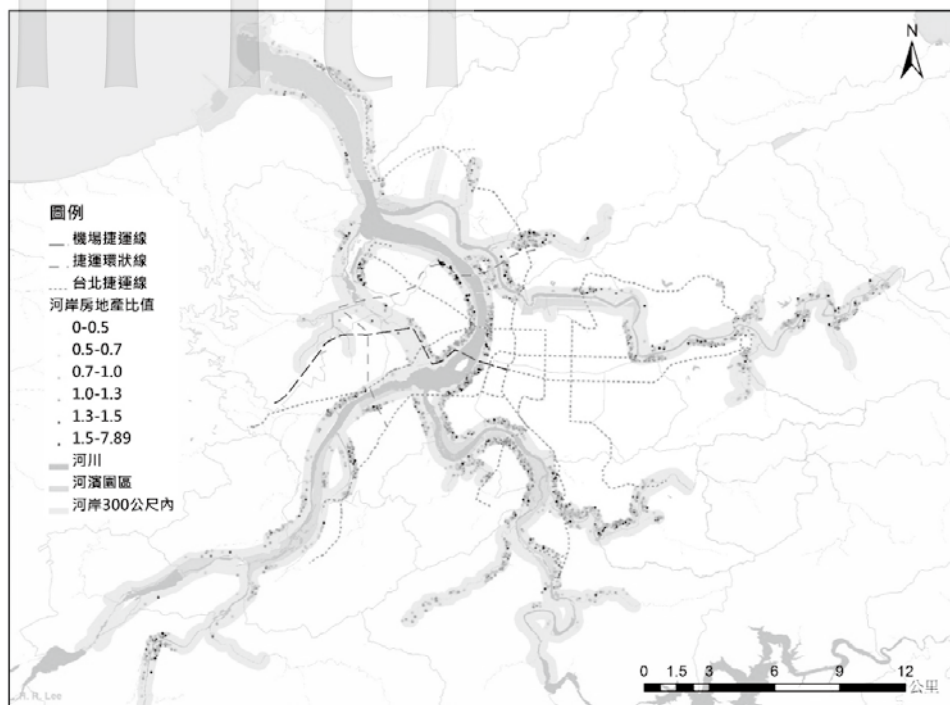 N
圖例
機場捷運線
捷運環狀線
台北捷運線
河岸房地產比值
0-0.5
0.5-0.7
0.7-1.0
1.0-1.3
1.3-1.5
1.5-7.89
河川
河濱園區
河岸300公尺內
0 1.5 3 6 9 12
公里
R. R. Lee